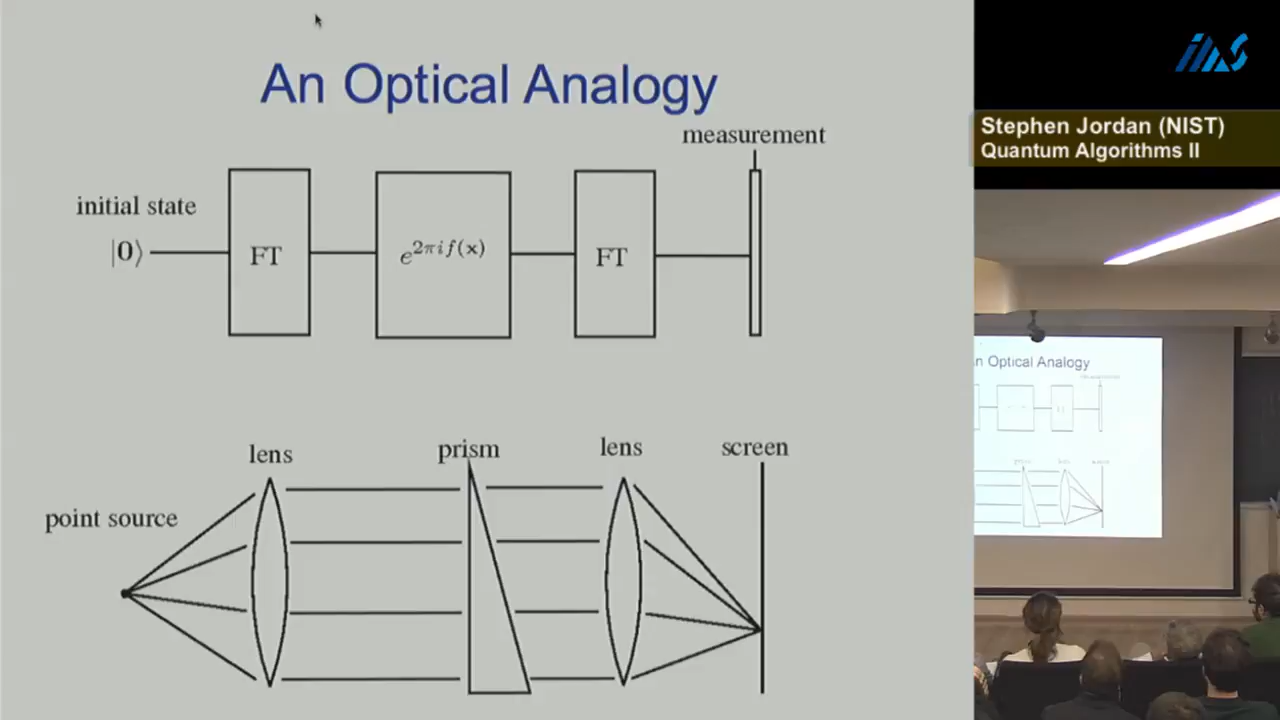 An Optical Analogy
measurement
initial state
|0⟩
FT
e^{2πif(x)}
FT
lens
prism
lens
screen
point source
iMS
Stephen Jordan (NIST)
Quantum Algorithms II
n Optical Analogy